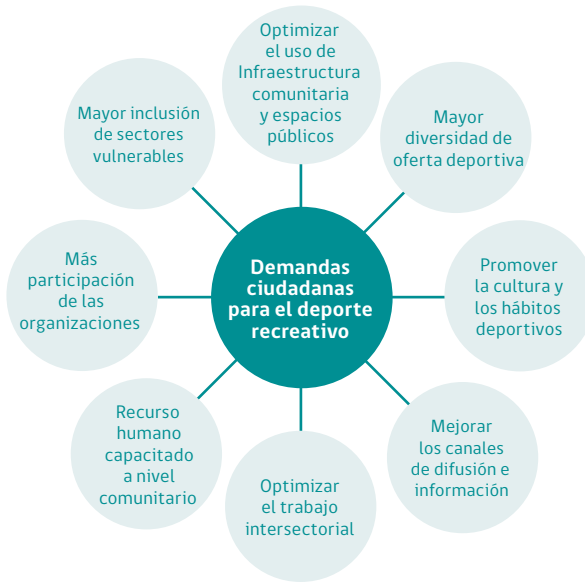 Optimizar
el uso de
Infraestructura
comunitaria
y espacios
públicos
Mayor
diversidad de
oferta deportiva
Promover
la cultura y
los hábitos
deportivos
Mejorar
los canales
de difusión e
información
Optimizar
el trabajo
intersectorial
Recurso
humano
capacitado
a nivel
comunitario
Más
participación
de las
organizaciones
Mayor inclusión
de sectores
vulnerables
Demandas
ciudadanas
para el deporte
recreativo